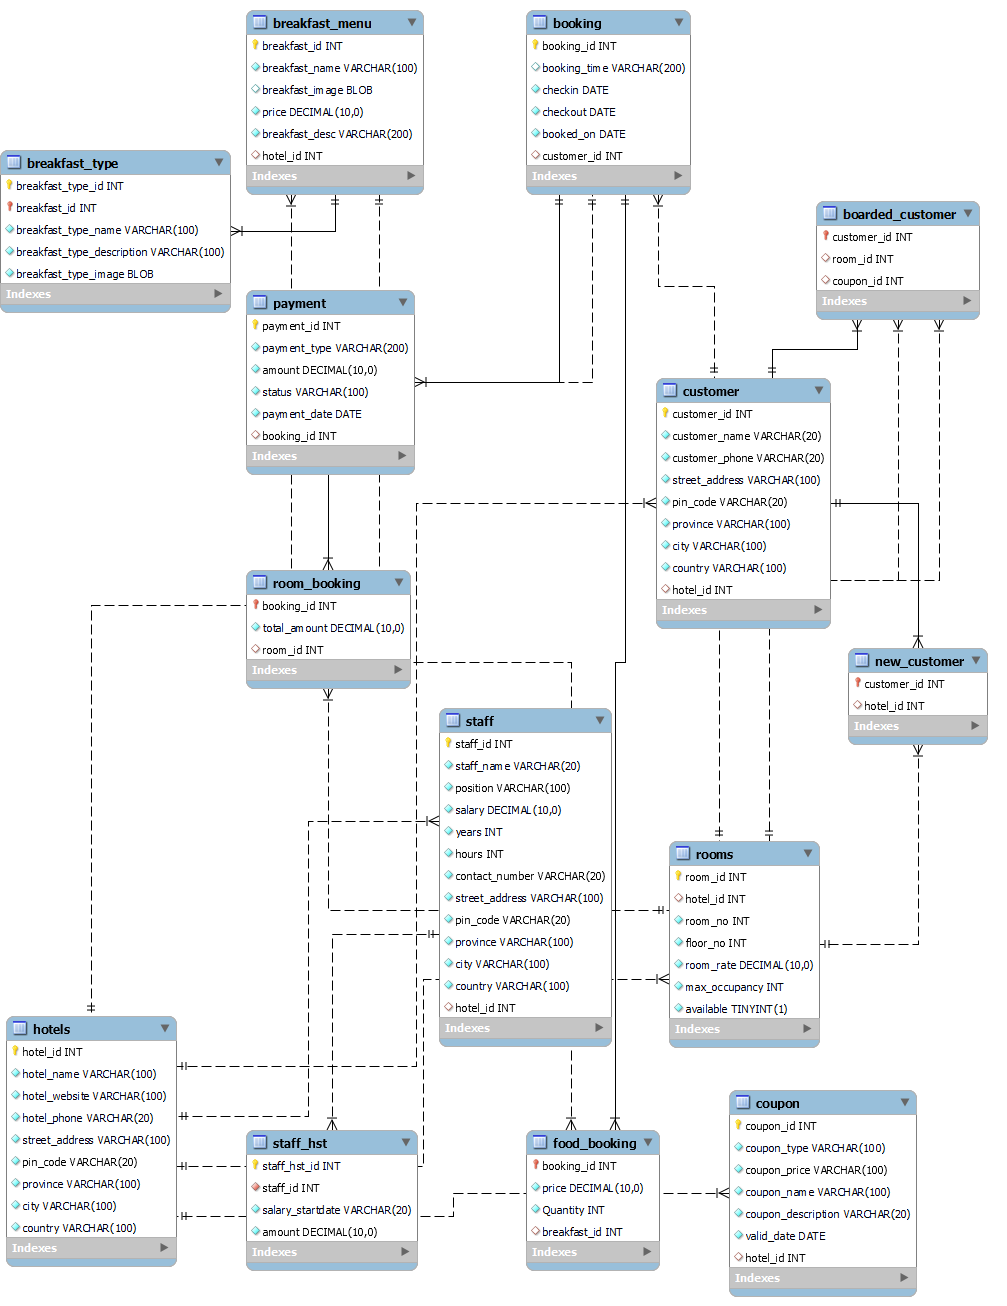 breakfast_menu
breakfast_id INT
breakfast_name VARCHAR(100)
breakfast_image BLOB
price DECIMAL(10,0)
breakfast_desc VARCHAR(200)
hotel_id INT
Indexes
booking
booking_id INT
booking_time VARCHAR(200)
checkin DATE
checkout DATE
booked_on DATE
customer_id INT
Indexes
breakfast_type
breakfast_type_id INT
breakfast_id INT
breakfast_type_name VARCHAR(100)
breakfast_type_description VARCHAR(100)
breakfast_type_image BLOB
Indexes
boarded_customer
customer_id INT
room_id INT
coupon_id INT
Indexes
payment
payment_id INT
payment_type VARCHAR(200)
amount DECIMAL(10,0)
status VARCHAR(100)
payment_date DATE
booking_id INT
Indexes
customer
customer_id INT
customer_name VARCHAR(20)
customer_phone VARCHAR(20)
street_address VARCHAR(100)
pin_code VARCHAR(20)
province VARCHAR(100)
city VARCHAR(100)
country VARCHAR(100)
hotel_id INT
Indexes
room_booking
booking_id INT
total_amount DECIMAL(10,0)
room_id INT
Indexes
new_customer
customer_id INT
hotel_id INT
Indexes
staff
staff_id INT
staff_name VARCHAR(20)
position VARCHAR(100)
salary DECIMAL(10,0)
years INT
hours INT
contact_number VARCHAR(20)
street_address VARCHAR(100)
pin_code VARCHAR(20)
province VARCHAR(100)
city VARCHAR(100)
country VARCHAR(100)
hotel_id INT
Indexes
rooms
room_id INT
hotel_id INT
room_no INT
floor_no INT
room_rate DECIMAL(10,0)
max_occupancy INT
available TINYINT(1)
Indexes
hotels
hotel_id INT
hotel_name VARCHAR(100)
hotel_website VARCHAR(100)
hotel_phone VARCHAR(20)
street_address VARCHAR(100)
pin_code VARCHAR(20)
province VARCHAR(100)
city VARCHAR(100)
country VARCHAR(100)
Indexes
staff_hst
staff_hst_id INT
staff_id INT
salary_startdate VARCHAR(20)
amount DECIMAL(10,0)
Indexes
food_booking
booking_id INT
price DECIMAL(10,0)
Quantity INT
breakfast_id INT
Indexes
coupon
coupon_id INT
coupon_type VARCHAR(100)
coupon_price VARCHAR(100)
coupon_name VARCHAR(100)
coupon_description VARCHAR(20)
valid_date DATE
hotel_id INT
Indexes